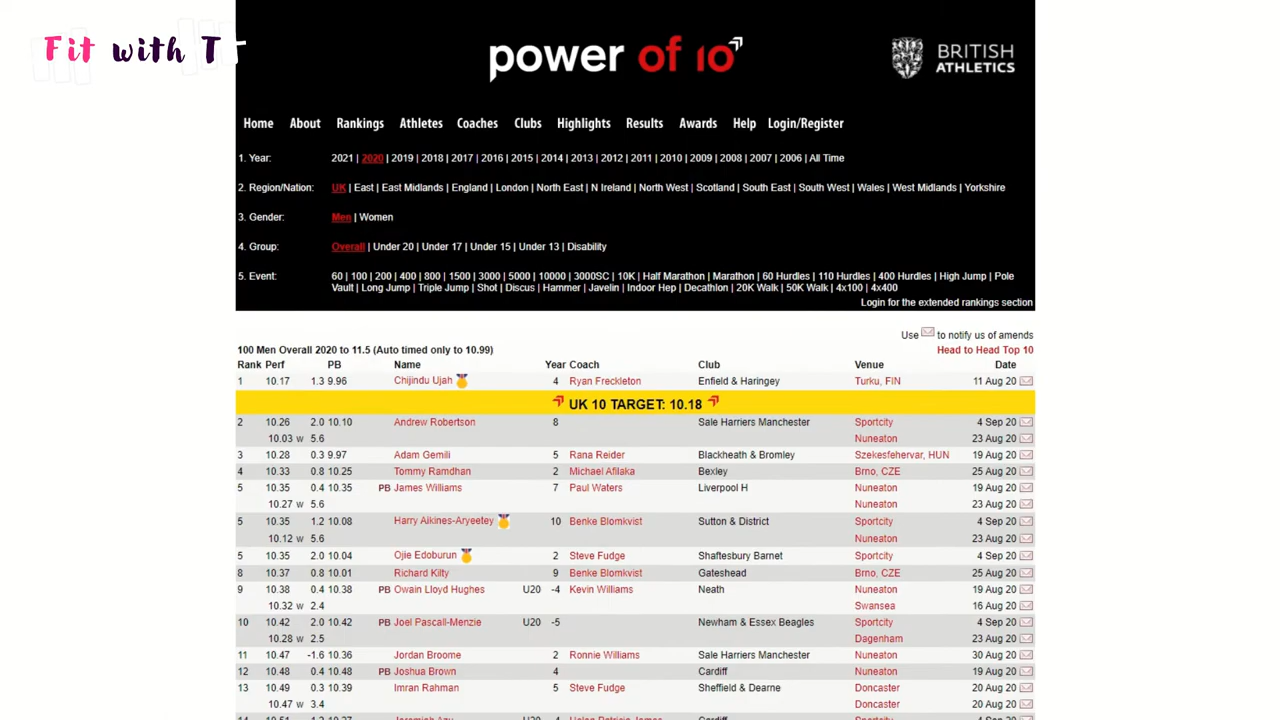 Fit with T
power of 10
BRITISH
ATHLETICS
Home About Rankings Athletes Coaches Clubs Highlights Results Awards Help Login/Register
1. Year: 2021 | 2020 | 2019 | 2018 | 2017 | 2016 | 2015 | 2014 | 2013 | 2012 | 2011 | 2010 | 2009 | 2008 | 2007 | 2006 | All Time
2. Region/Nation: UK | East | East Midlands | England | London | North East | N Ireland | North West | Scotland | South East | South West | Wales | West Midlands | Yorkshire
3. Gender: Men | Women
4. Group: Overall | Under 20 | Under 17 | Under 15 | Under 13 | Disability
5. Event: 60 | 100 | 200 | 400 | 800 | 1500 | 3000 | 5000 | 10000 | 3000SC | 10K | Half Marathon | Marathon | 60 Hurdles | 110 Hurdles | 400 Hurdles | High Jump | Pole
Vault | Long Jump | Triple Jump | Shot | Discus | Hammer | Javelin | Indoor Hep | Decathlon | 20K Walk | 50K Walk | 4x100 | 4x400
Login for the extended rankings section
Use to notify us of amends
100 Men Overall 2020 to 11.5 (Auto timed only to 10.99) Head to Head Top 10
Rank Perf PB Name Year Coach Club Venue Date
1 10.17 1.3 9.96 Chijindu Ujah 4 Ryan Freckleton Enfield & Haringey Turku, FIN 11 Aug 20
UK 10 TARGET: 10.18
2 10.26 2.0 10.10 Andrew Robertson 8 Sale Harriers Manchester Sportcity 4 Sep 20
10.03 w 5.6 Nuneaton 23 Aug 20
3 10.28 0.3 9.97 Adam Gemili 5 Rana Reider Blackheath & Bromley Szekesfehervar, HUN 19 Aug 20
4 10.33 0.8 10.25 Tommy Ramdhan 2 Michael Afilaka Bexley Brno, CZE 25 Aug 20
5 10.35 0.4 10.35 PB James Williams 7 Paul Waters Liverpool H Nuneaton 19 Aug 20
10.27 w 5.6 Nuneaton 23 Aug 20
5 10.35 1.2 10.08 Harry Aikines-Aryeetey 10 Benke Blomkvist Sutton & District Sportcity 4 Sep 20
10.12 w 5.6 Nuneaton 23 Aug 20
5 10.35 2.0 10.04 Ojie Edoburun 2 Steve Fudge Shaftesbury Barnet Sportcity 4 Sep 20
8 10.37 0.8 10.01 Richard Kilty 9 Benke Blomkvist Gateshead Brno, CZE 25 Aug 20
9 10.38 0.4 10.38 PB Owain Lloyd Hughes U20 -4 Kevin Williams Neath Nuneaton 19 Aug 20
10.32 w 2.4 Swansea 16 Aug 20
10 10.42 2.0 10.42 PB Joel Pascall-Menzie U20 -5 Newham & Essex Beagles Sportcity 4 Sep 20
10.28 w 2.5 Dagenham 23 Aug 20
11 10.47 -1.6 10.36 Jordan Broome 2 Ronnie Williams Sale Harriers Manchester Nuneaton 30 Aug 20
12 10.48 0.4 10.48 PB Joshua Brown 4 Cardiff Nuneaton 19 Aug 20
13 10.49 0.3 10.39 Imran Rahman 5 Steve Fudge Sheffield & Dearne Doncaster 20 Aug 20
10.47 w 3.4 Doncaster 20 Aug 20